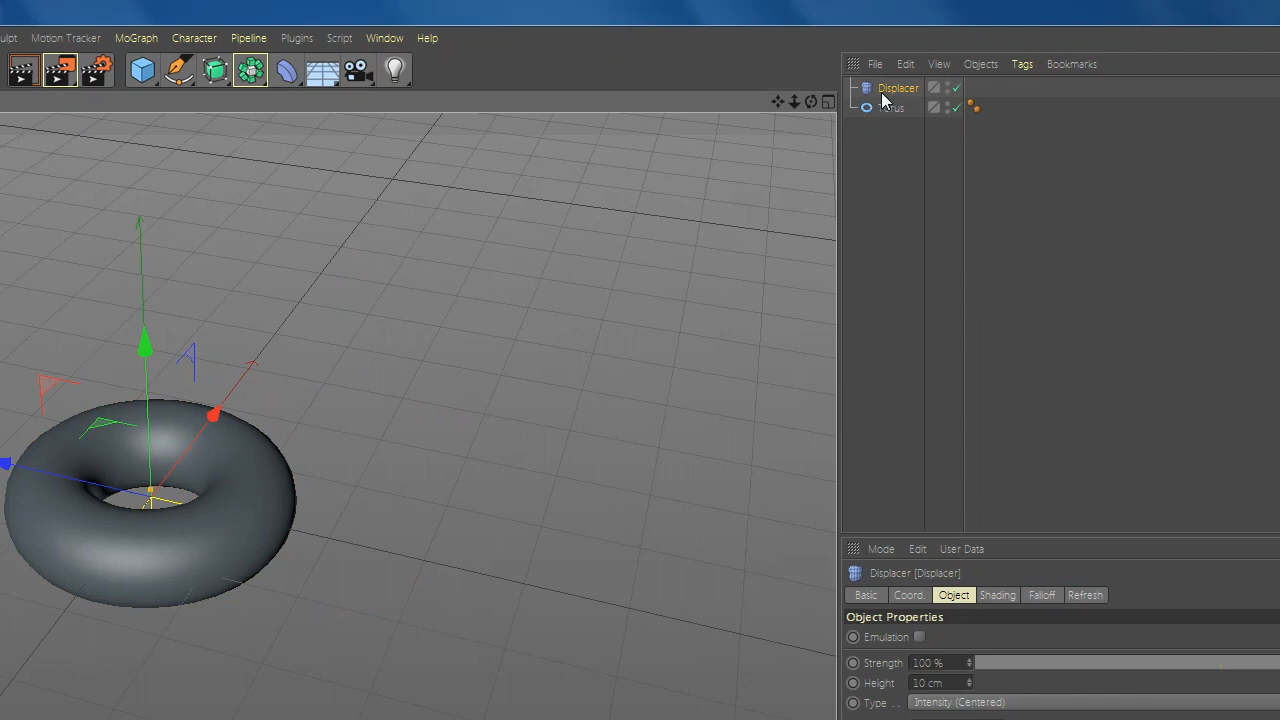 ulpt Motion Tracker MoGraph Character Pipeline Plugins Script Window Help
File Edit View Objects Tags Bookmarks
Displacer
Mode Edit User Data
Displacer [Displacer]
Basic Coord. Object Shading Falloff Refresh
Object Properties
Emulation
Strength 100 %
Height 10 cm
Type . . Intensity (Centered)